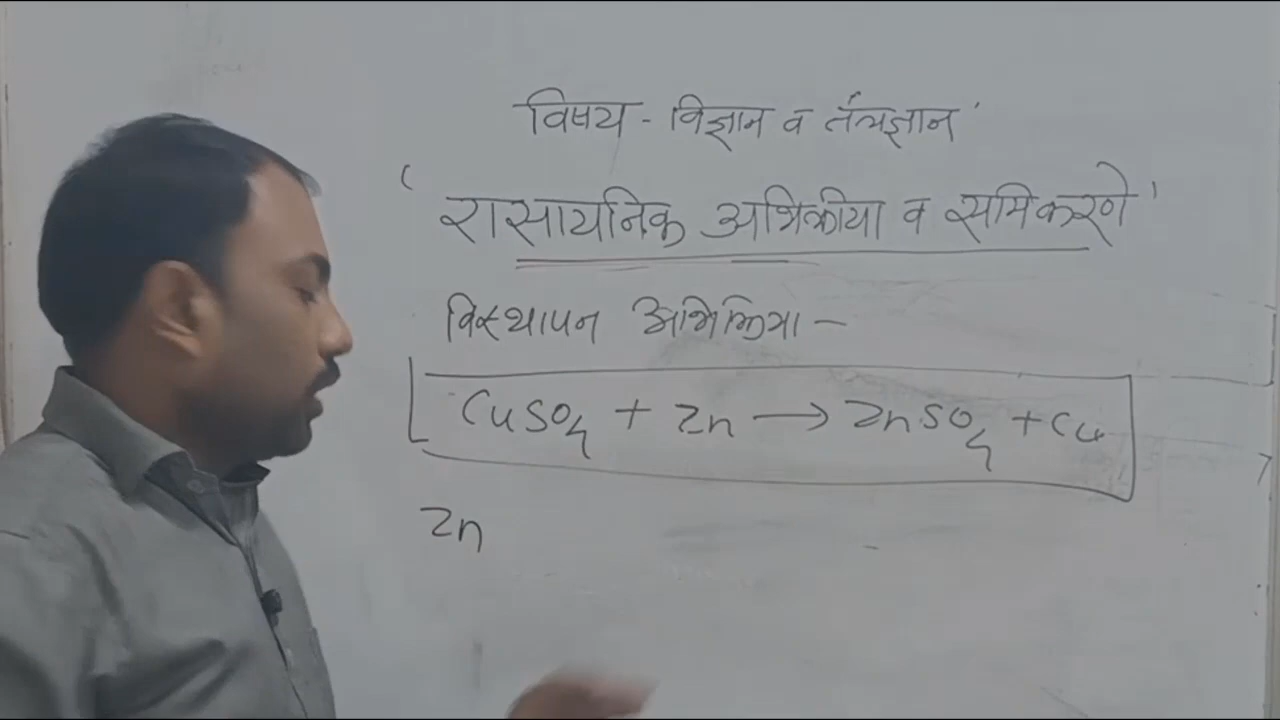 विषय - विज्ञान व तंत्रज्ञान'
'रासायनिक अभिक्रीया व समिकरणे'
विस्थापन अभिक्रिया -
CuSO₄ + Zn → ZnSO₄ + Cu
Zn